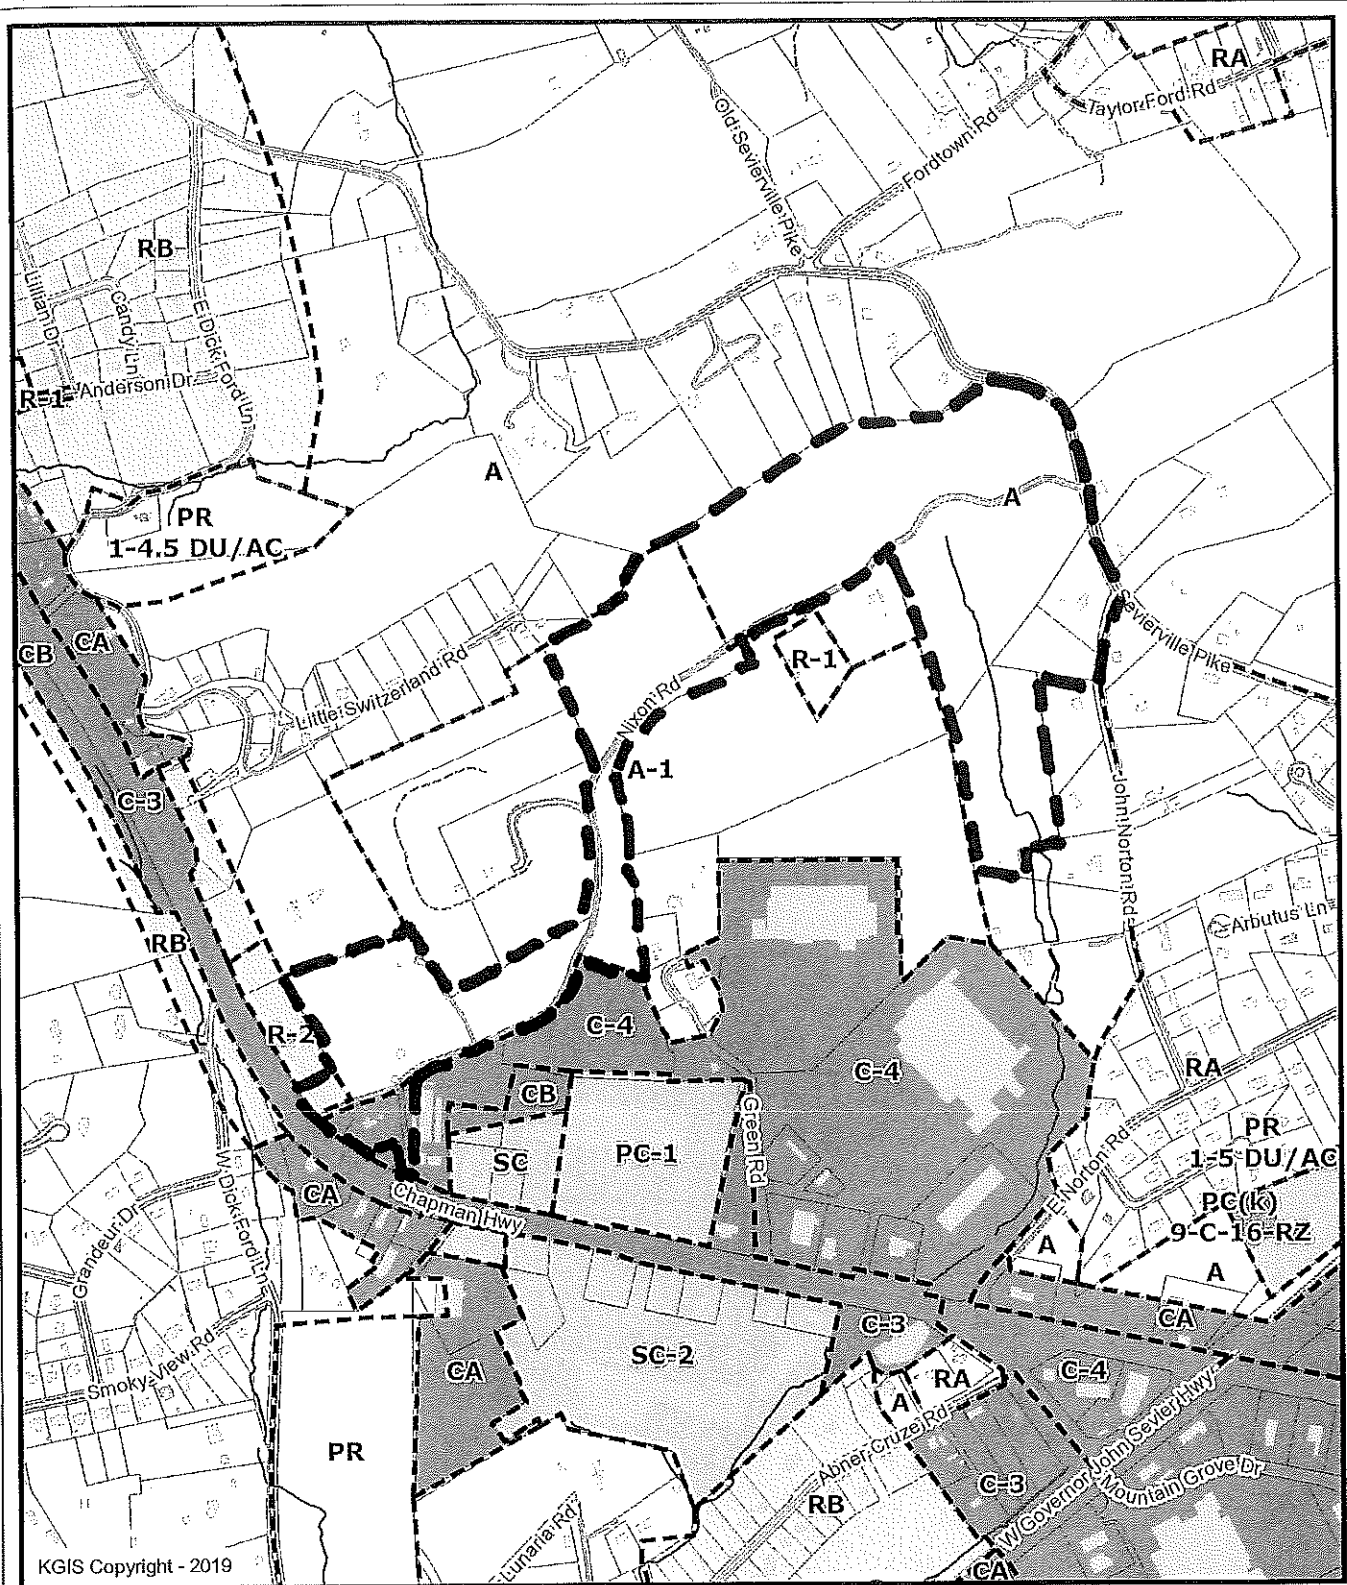 RA
Taylor Ford Rd
Old Sevierville Pike
Fordtown Rd
RB
Lillian Dr
Candy Ln
E Dick Ford Ln
Anderson Dr
R-1
A
A
PR
1-4.5 DU/AC
CB
CA
Sevierville Pike
R-1
Little Switzerland Rd
Nixon Rd
A-1
C-3
John Norton Rd
Arbutus Ln
RB
R-2
C-4
C-4
RA
CB
Green Rd
PR
1-5 DU/AC
SC
PC-1
E Norton Rd
PC(k)
9-C-16-RZ
CA
Chapman Hwy
W Dick Ford Ln
Grandeur Dr
A
A
CA
C-3
SC-2
Smoky View Rd
CA
C-4
RA
A
W Governor John Sevier Hwy
Abner Cruze Rd
Mountain Grove Dr
PR
C-3
RB
Lunaria Rd
CA
KGIS Copyright - 2019